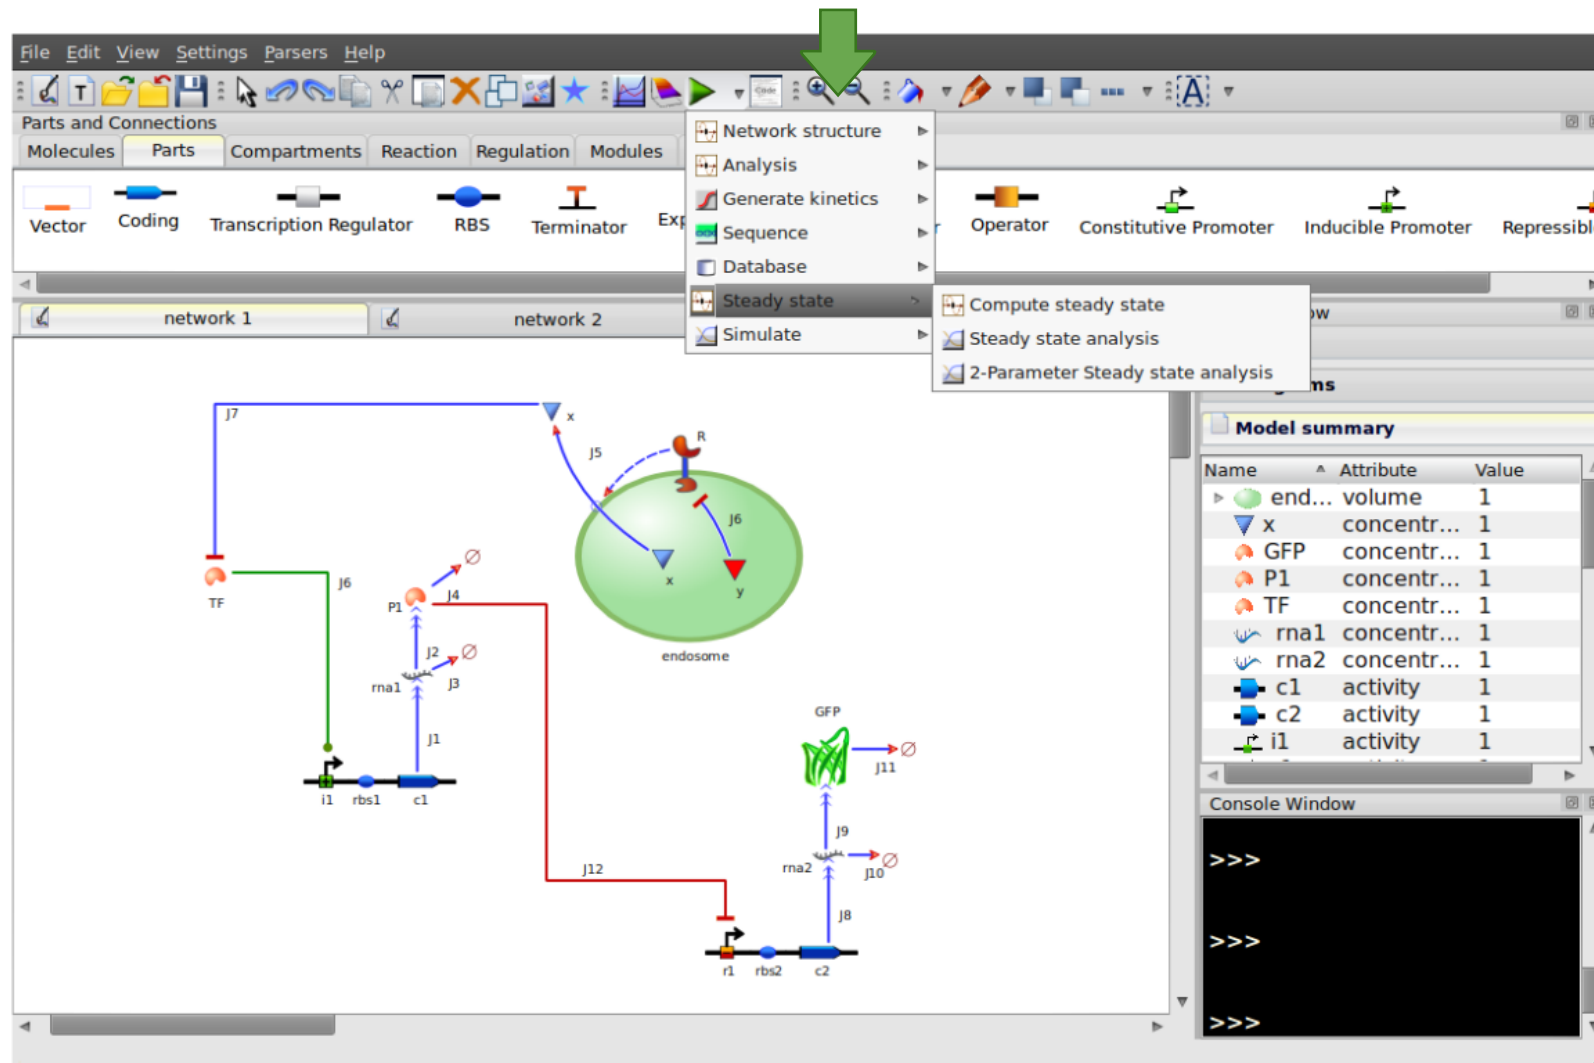 File Edit View Settings Parsers Help
T
Code
A
Parts and Connections
Molecules Parts Compartments Reaction Regulation Modules
Vector Coding Transcription Regulator RBS Terminator Operator Constitutive Promoter Inducible Promoter
Network structure
Analysis
Generate kinetics
Sequence
Database
Steady state
Simulate
Compute steady state
Steady state analysis
2-Parameter Steady state analysis
network 1 network 2
J7
x
R
J5
J6
x
y
endosome
TF
J6
P1
J4
J2
J3
rna1
J1
i1 rbs1 c1
GFP
J11
J9
rna2
J10
J12
J8
r1 rbs2 c2
Model summary
Name Attribute Value
end... volume 1
x concentr... 1
GFP concentr... 1
P1 concentr... 1
TF concentr... 1
rna1 concentr... 1
rna2 concentr... 1
c1 activity 1
c2 activity 1
i1 activity 1
Console Window
>>>
>>>
>>>